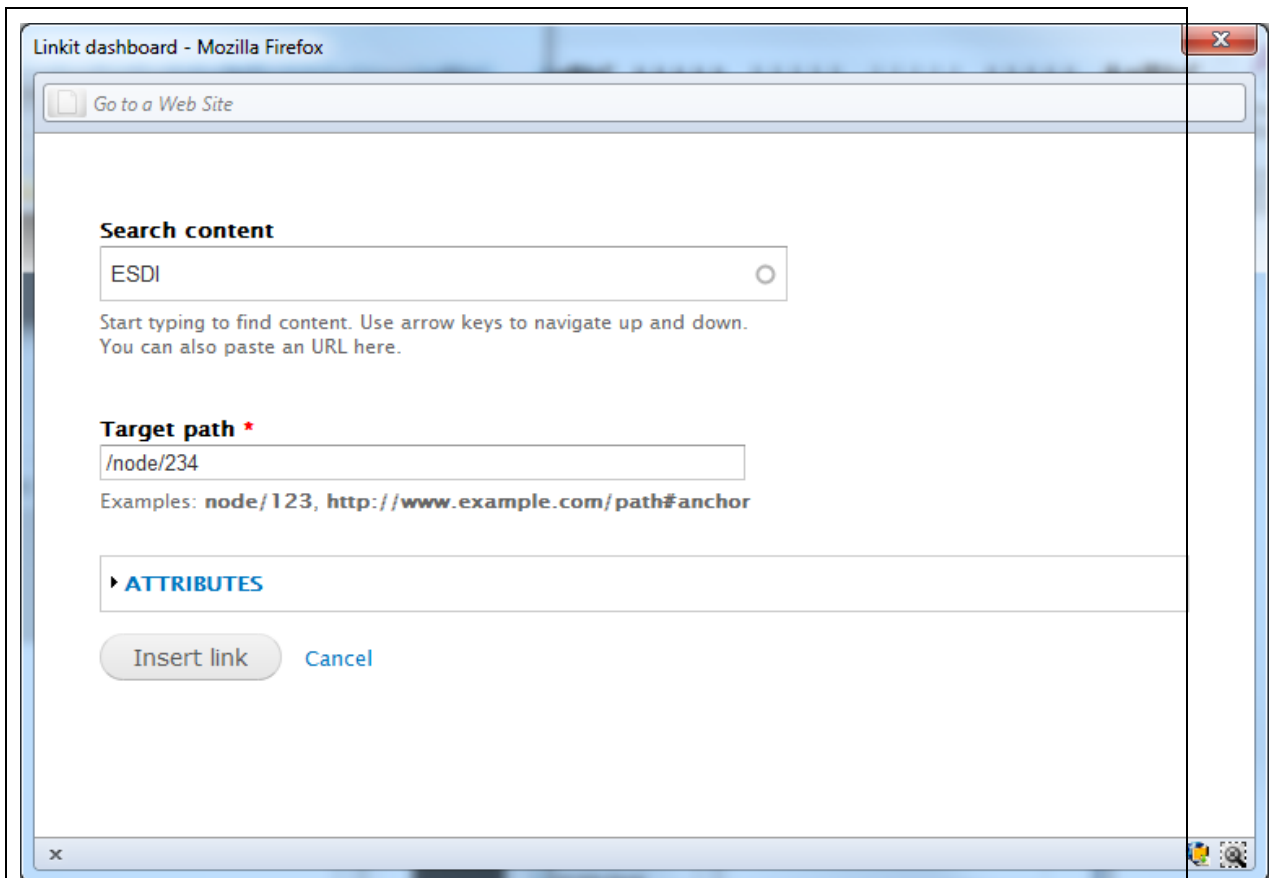 Linkit dashboard - Mozilla Firefox
Go to a Web Site
Search content
ESDI
Start typing to find content. Use arrow keys to navigate up and down.
You can also paste an URL here.
Target path *
/node/234
Examples: node/123, http://www.example.com/path#anchor
ATTRIBUTES
Insert link Cancel